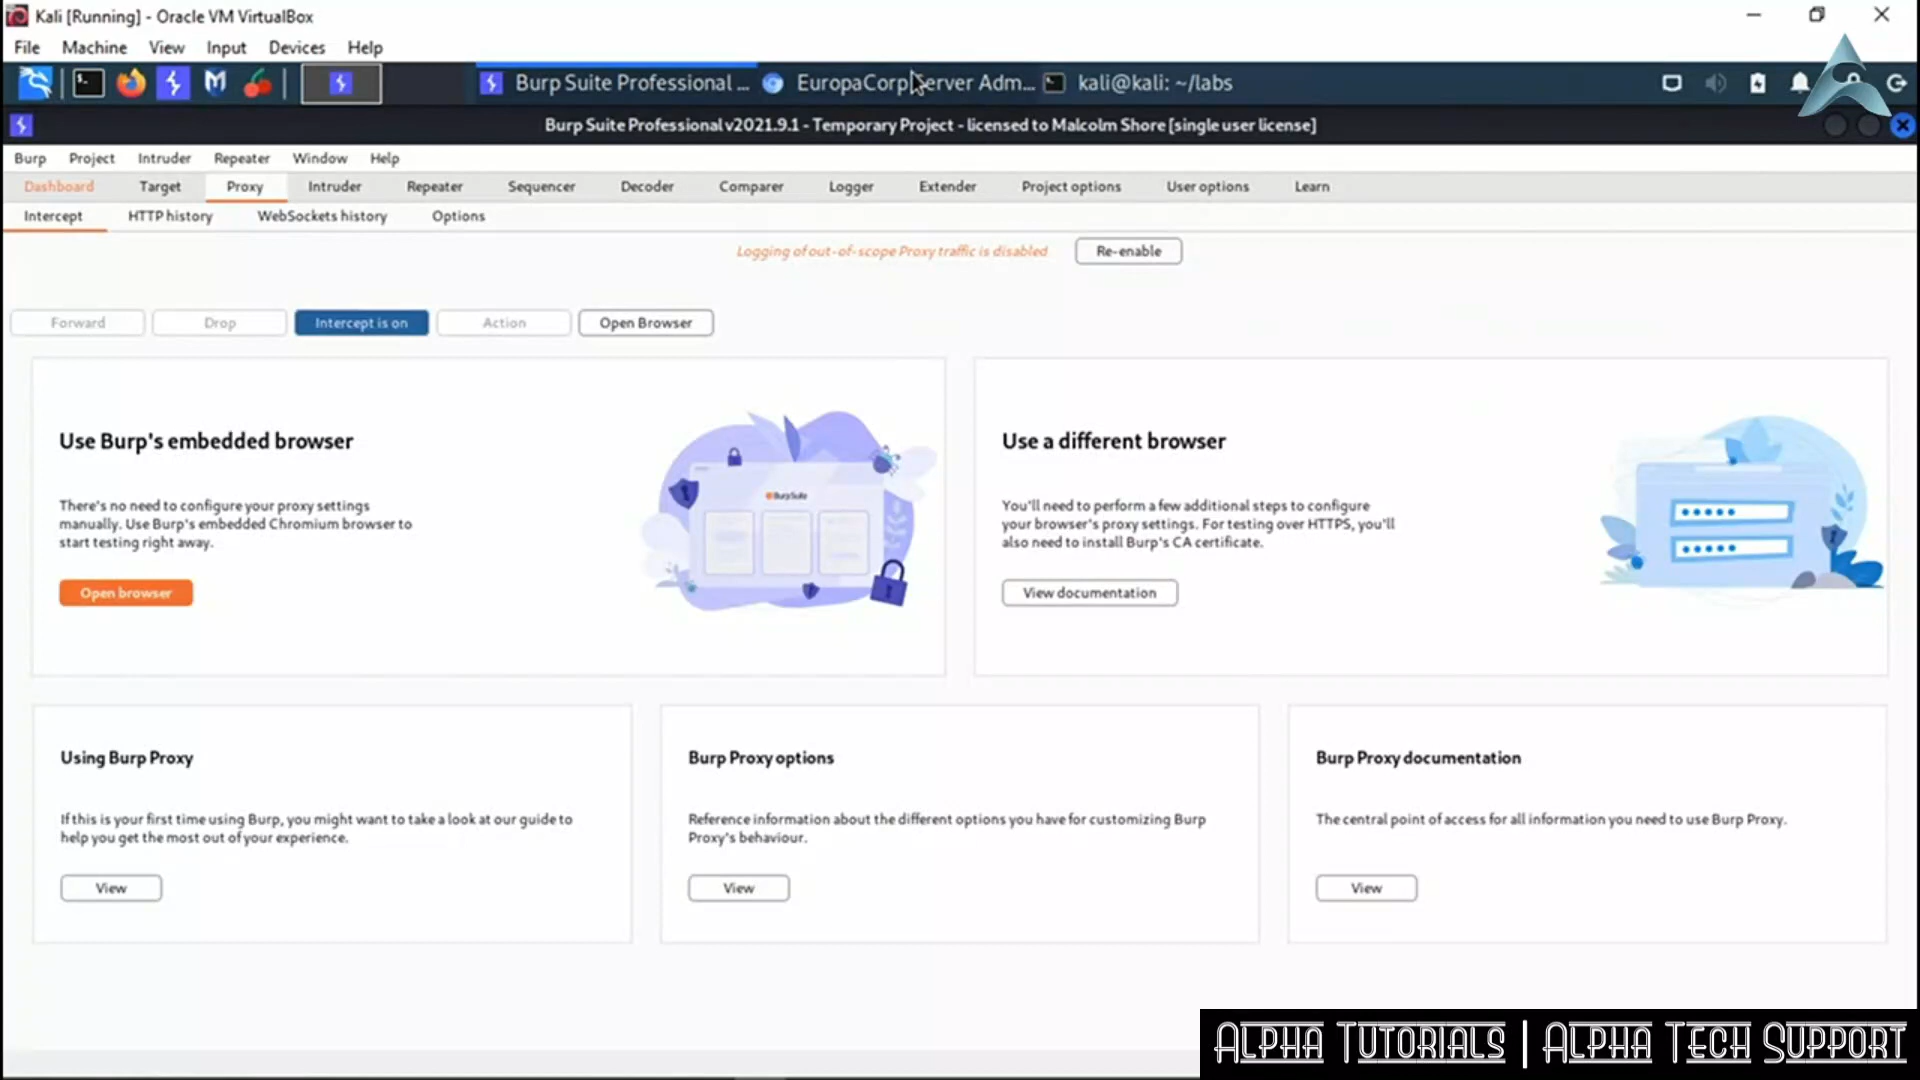 Kali [Running] - Oracle VM VirtualBox
File Machine View Input Devices Help
Burp Suite Professional ... EuropaCorp Server Adm... kali@kali: ~/labs
Burp Suite Professional v2021.9.1 - Temporary Project - licensed to Malcolm Shore [single user license]
Burp Project Intruder Repeater Window Help
Dashboard Target Proxy Intruder Repeater Sequencer Decoder Comparer Logger Extender Project options User options Learn
Intercept HTTP history WebSockets history Options
Logging of out-of-scope Proxy traffic is disabled Re-enable
Forward Drop Intercept is on Action Open Browser
Use Burp's embedded browser
There's no need to configure your proxy settings
manually. Use Burp's embedded Chromium browser to
start testing right away.
Open browser
BurpSuite
Use a different browser
You'll need to perform a few additional steps to configure
your browser's proxy settings. For testing over HTTPS, you'll
also need to install Burp's CA certificate.
View documentation
Using Burp Proxy
If this is your first time using Burp, you might want to take a look at our guide to
help you get the most out of your experience.
View
Burp Proxy options
Reference information about the different options you have for customizing Burp
Proxy's behaviour.
View
Burp Proxy documentation
The central point of access for all information you need to use Burp Proxy.
View
Alpha Tutorials | Alpha Tech Support